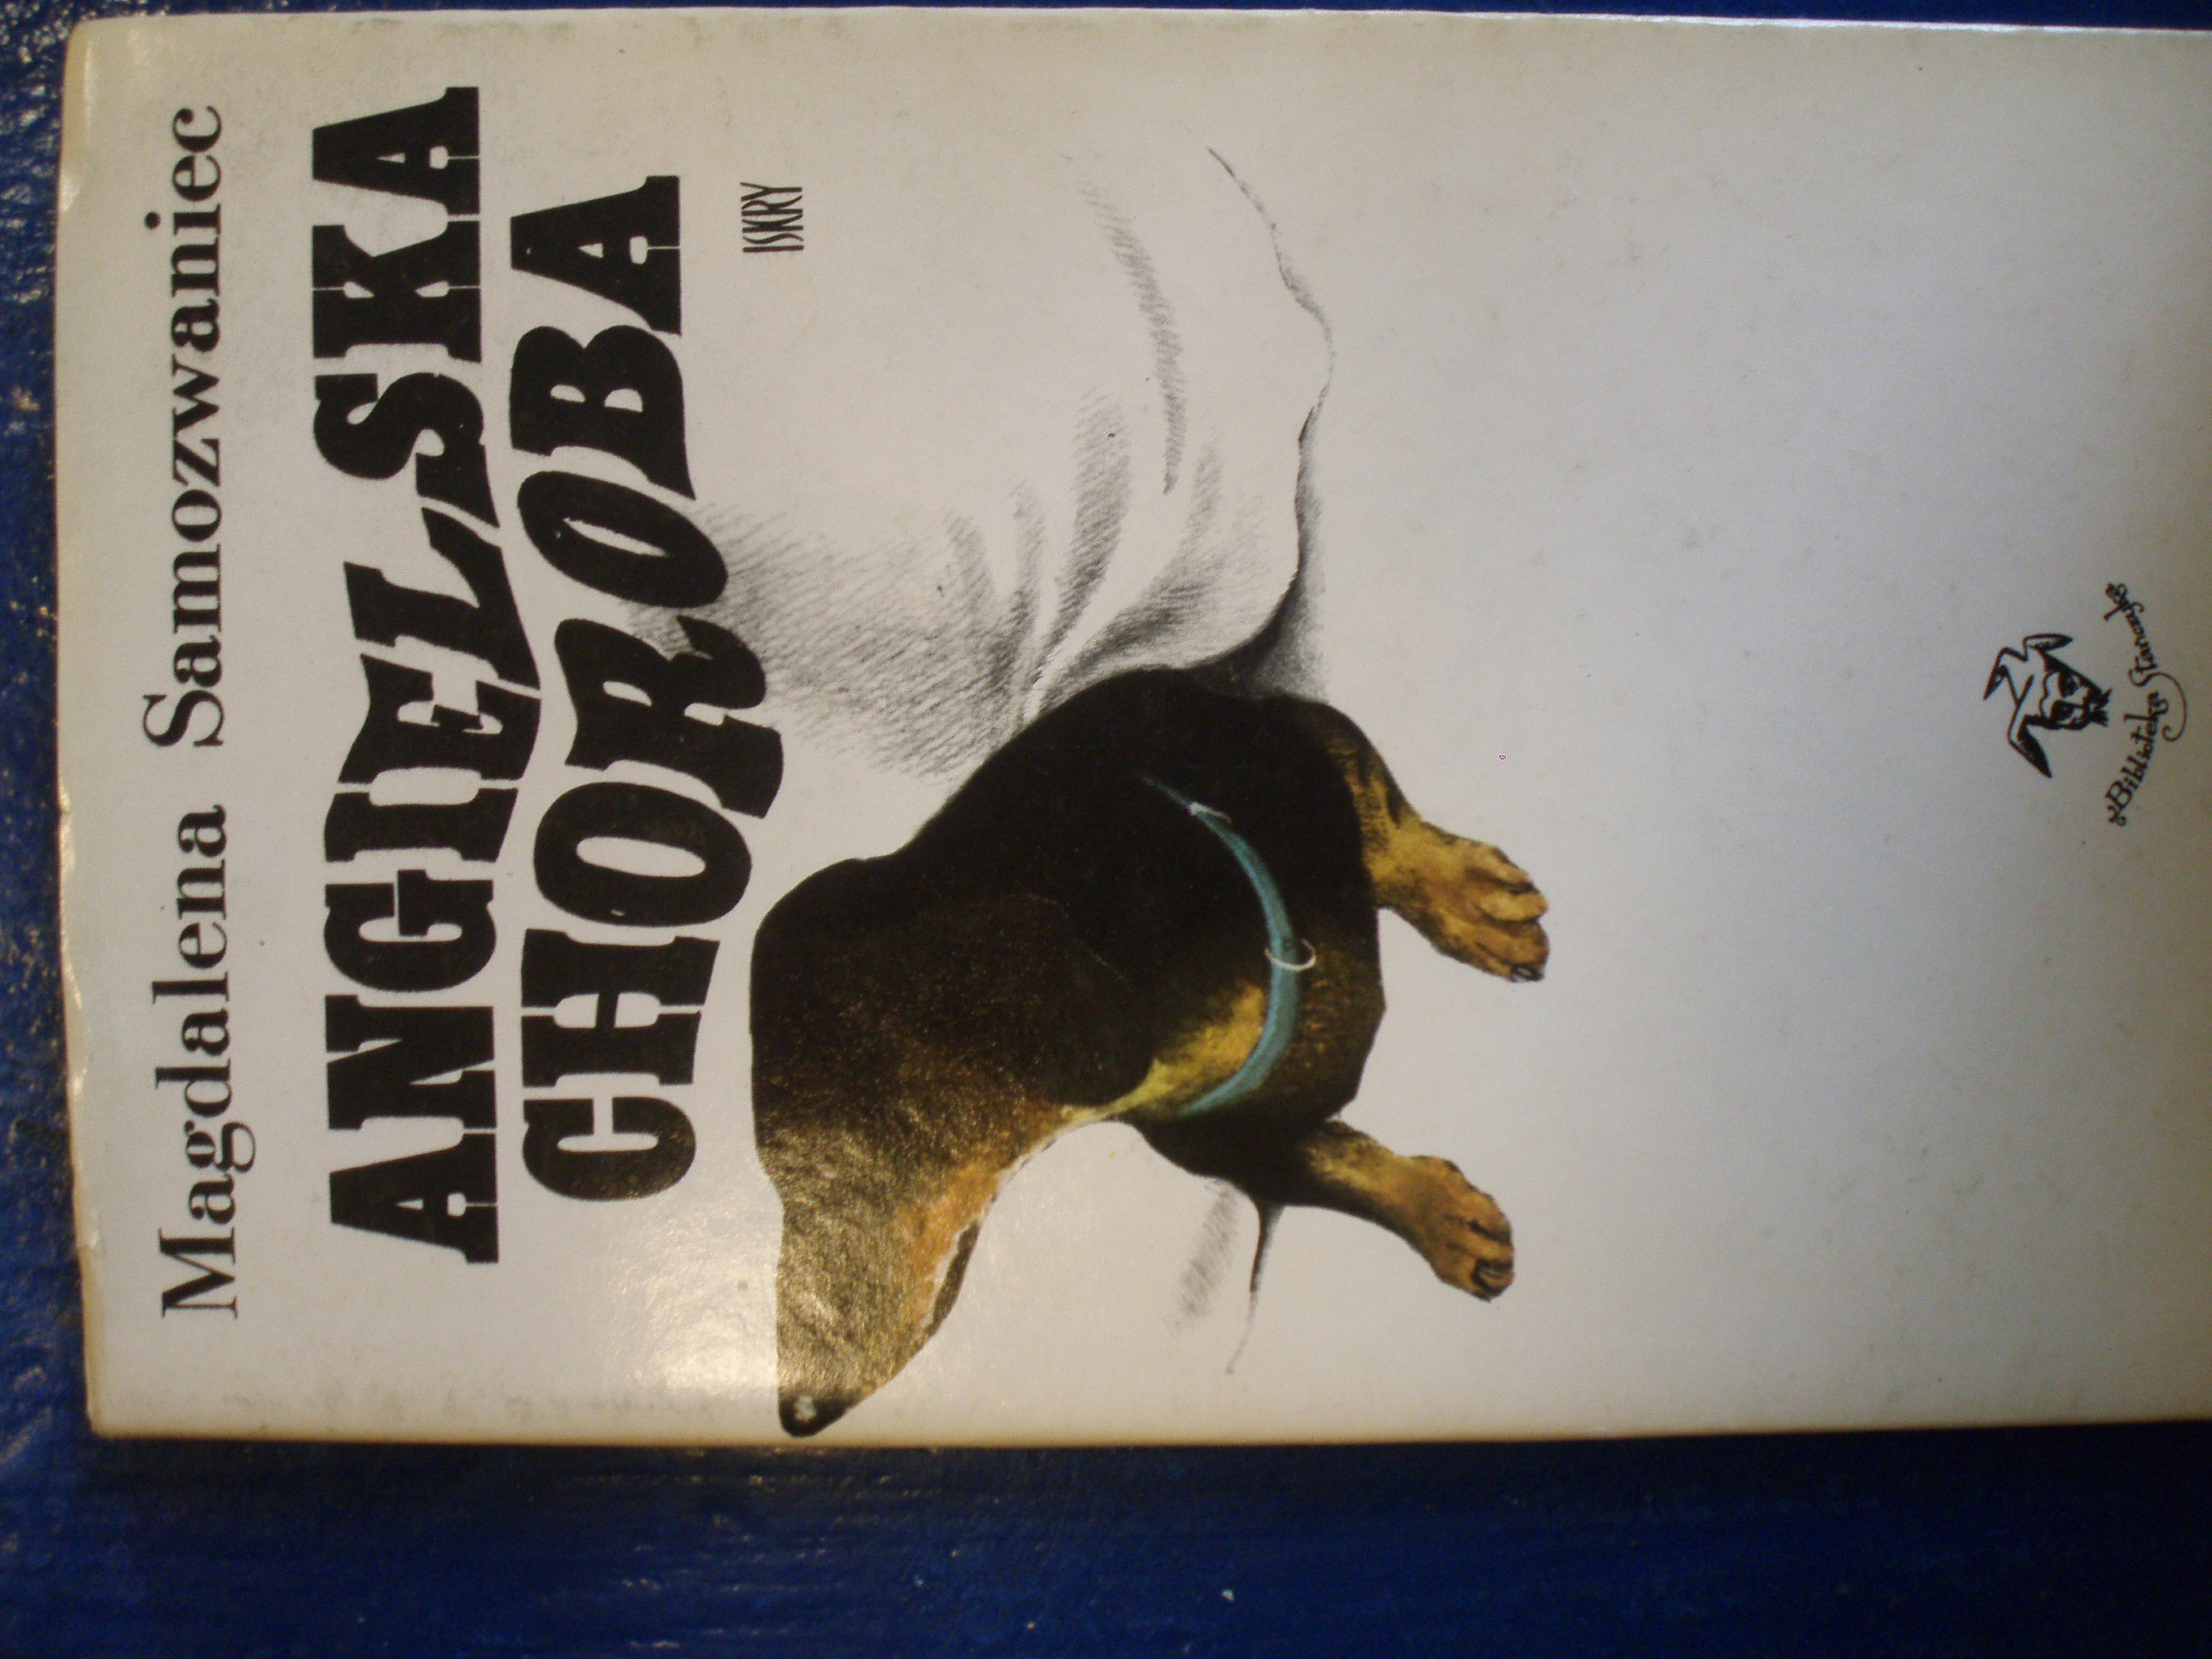 Magdalena Samozwaniec
ANGIELSKA
CHOROBA
ISKRY
Biblioteka Stańczyka